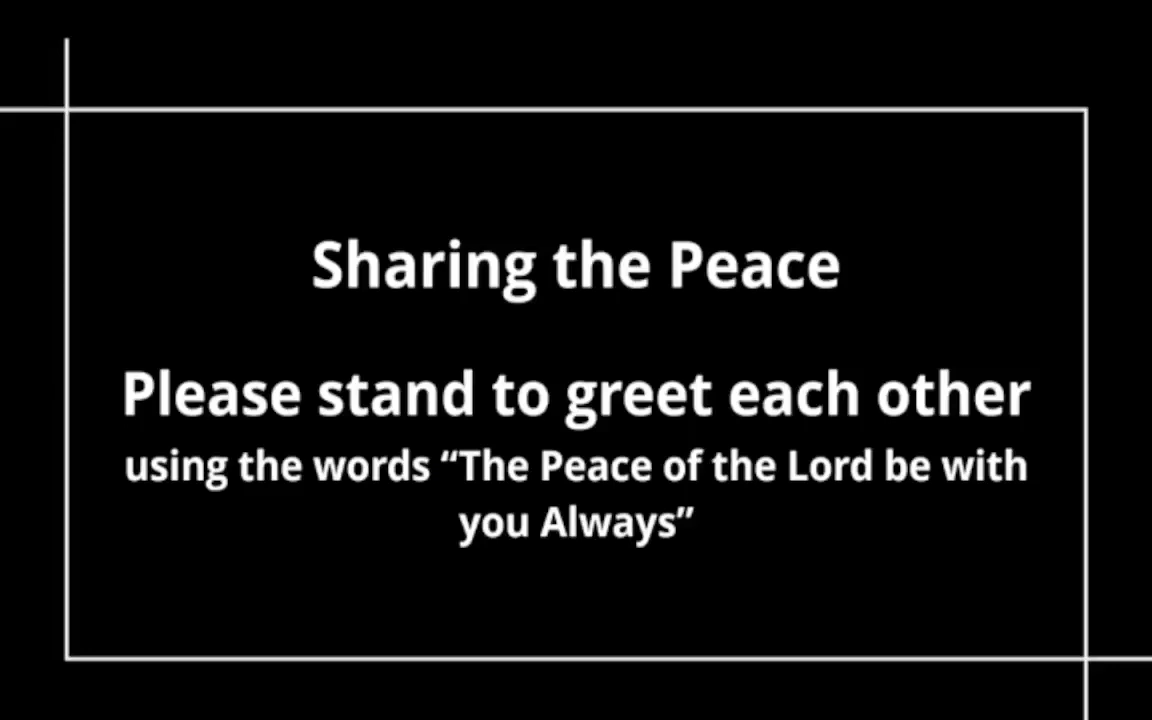 Sharing the Peace
Please stand to greet each other
using the words “The Peace of the Lord be with
you Always”